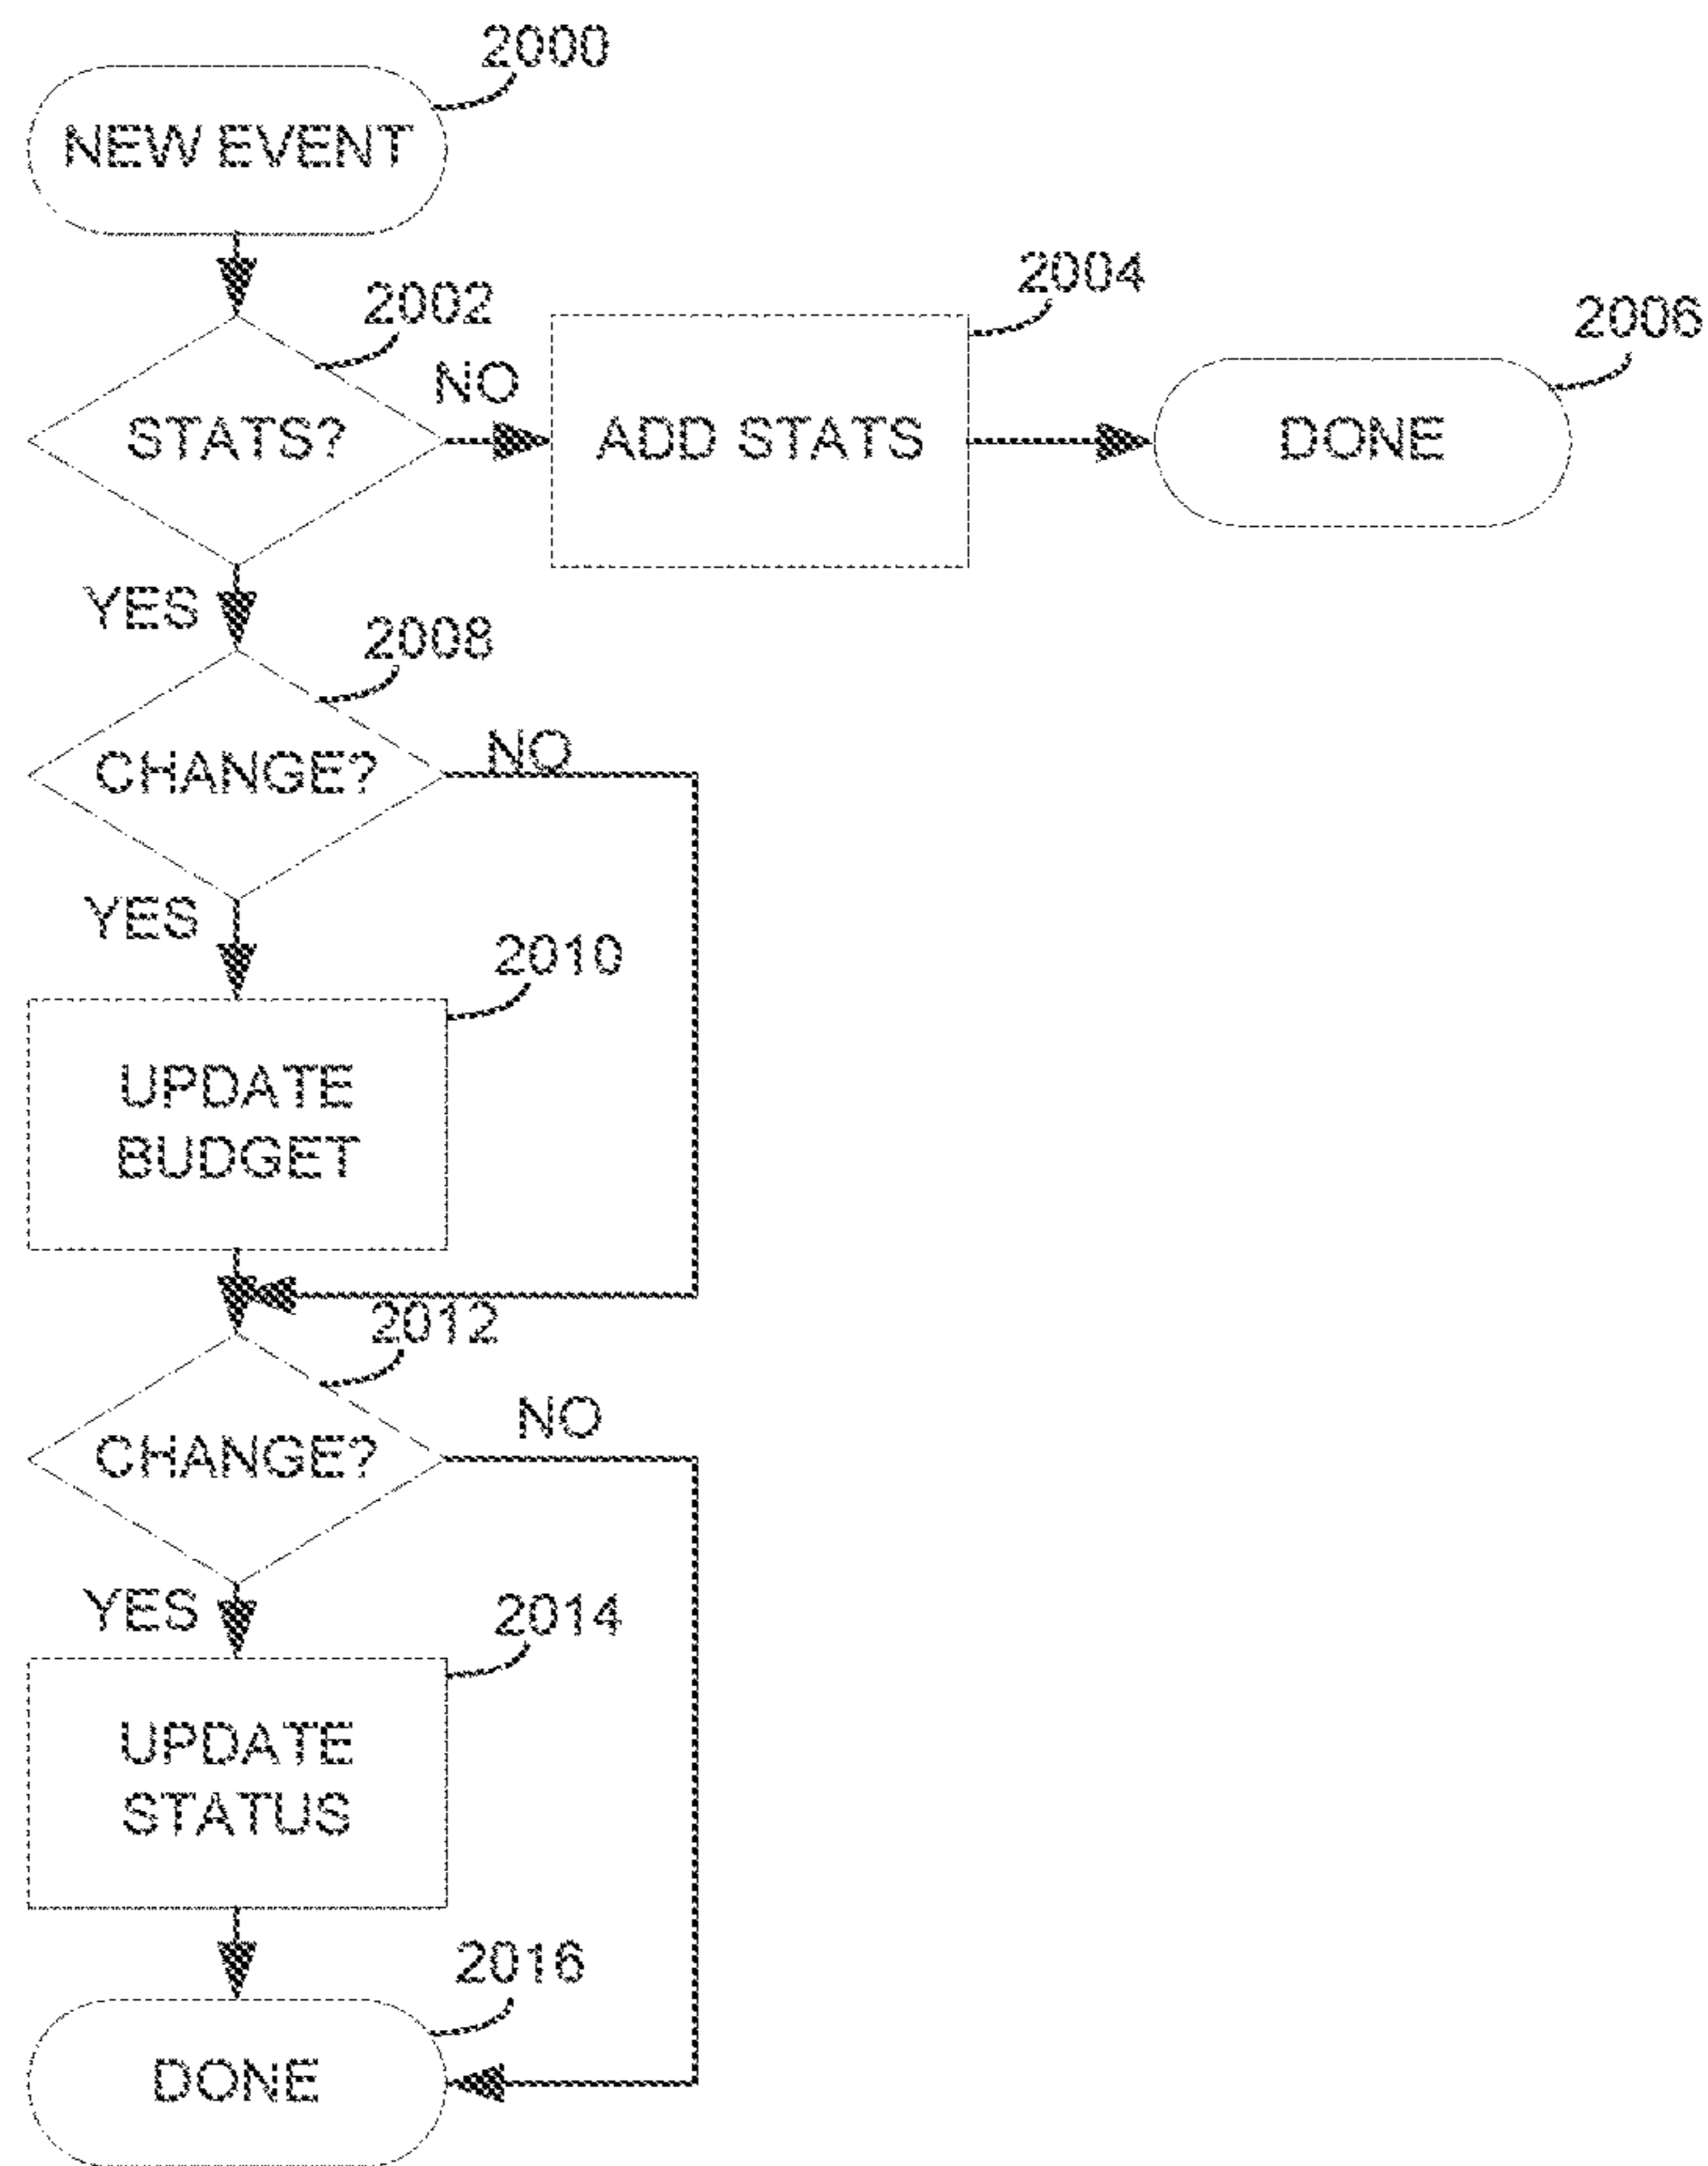 2000
NEW EVENT
2002
2004
2006
NO
STATS?
ADD STATS
DONE
YES
2008
NO
CHANGE?
YES
2010
UPDATE
BUDGET
2012
NO
CHANGE?
YES
2014
UPDATE
STATUS
2016
DONE